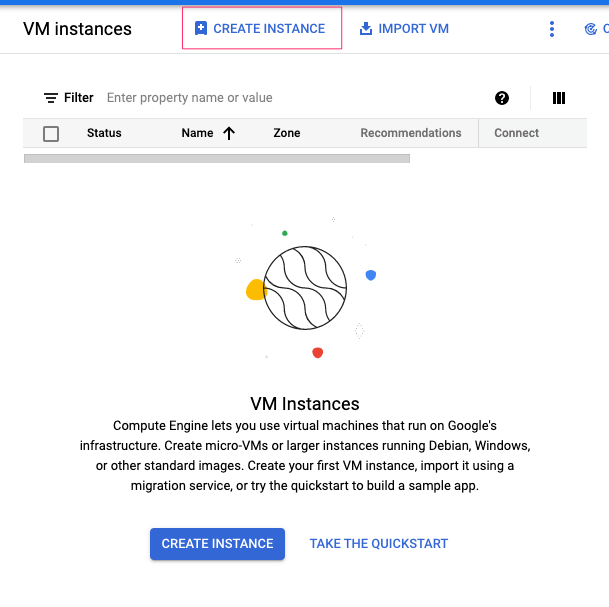 VM instances CREATE INSTANCE IMPORT VM
Filter Enter property name or value
Status Name Zone Recommendations Connect
VM Instances
Compute Engine lets you use virtual machines that run on Google's
infrastructure. Create micro-VMs or larger instances running Debian, Windows,
or other standard images. Create your first VM instance, import it using a
migration service, or try the quickstart to build a sample app.
CREATE INSTANCE TAKE THE QUICKSTART